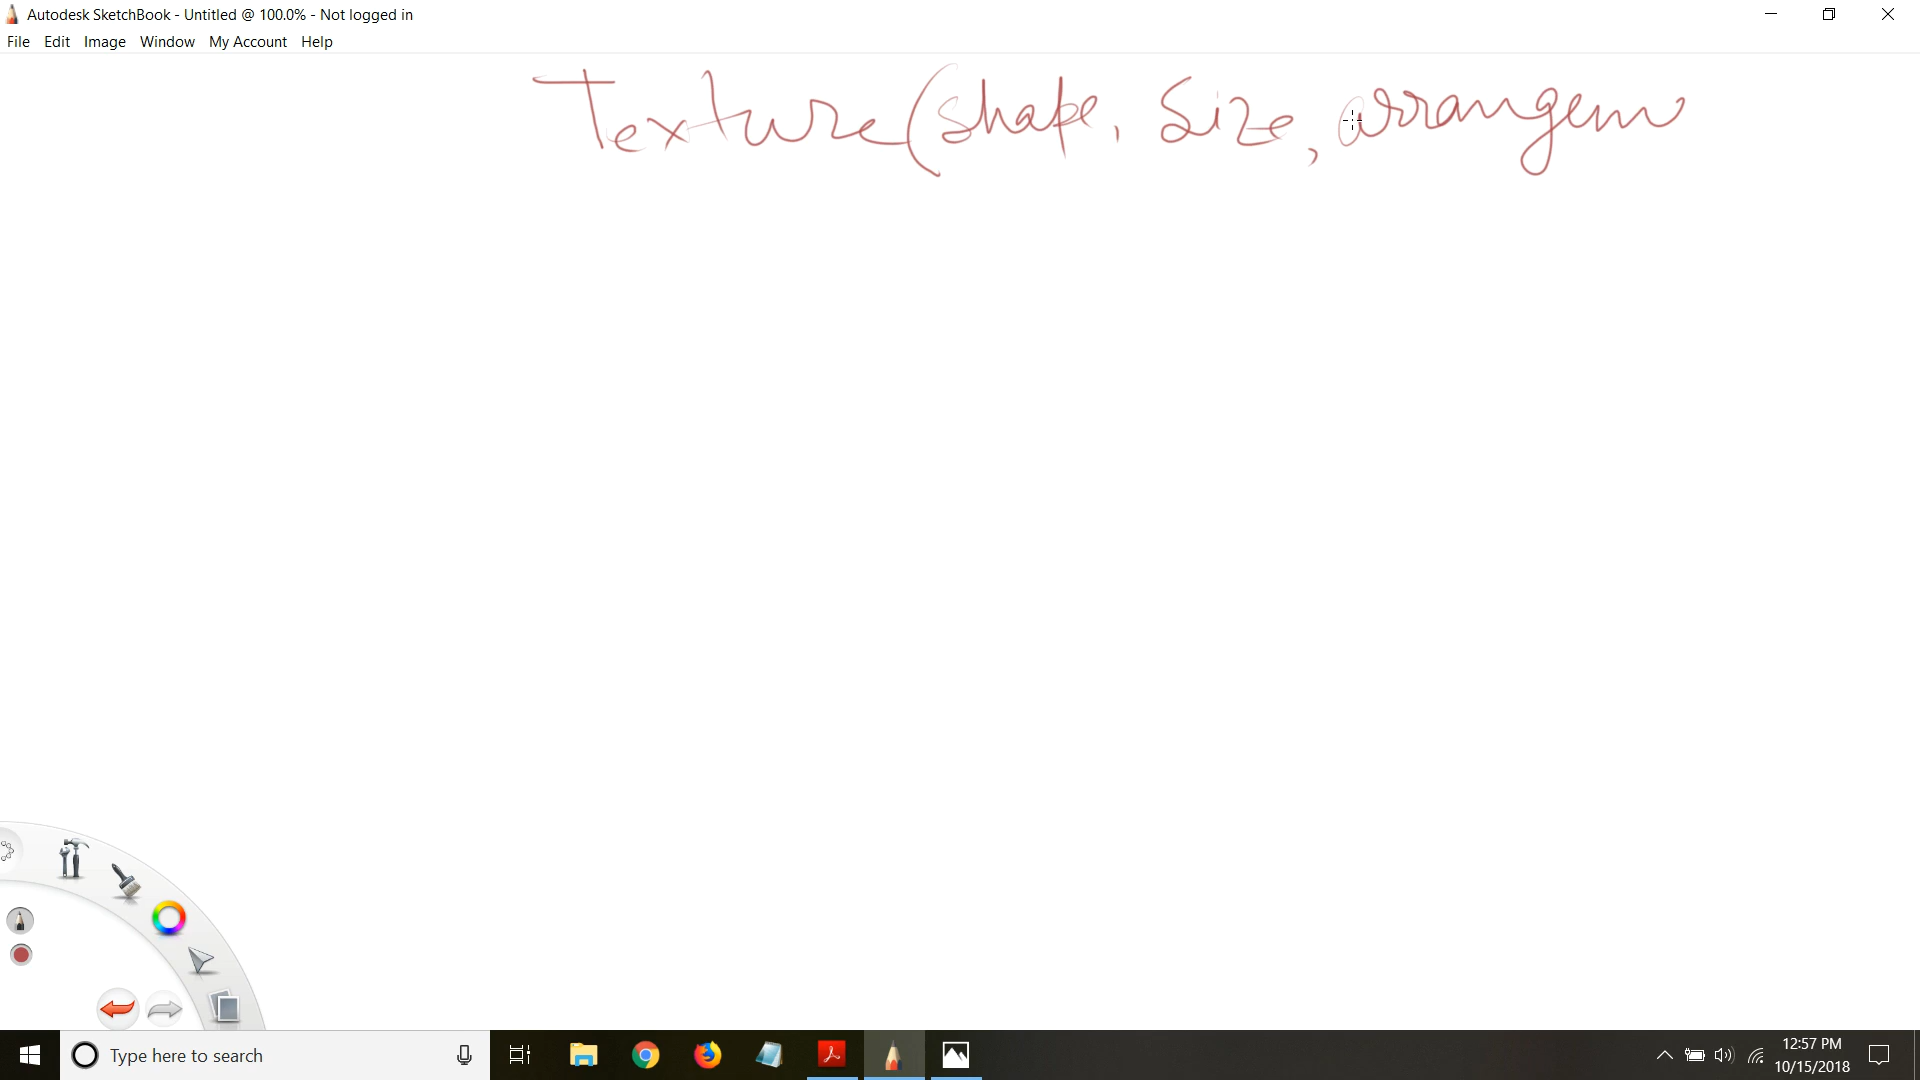 Autodesk SketchBook - Untitled @ 100.0% - Not logged in
File Edit Image Window My Account Help
Texture (shape, size, arrangem
Type here to search
12:57 PM
10/15/2018